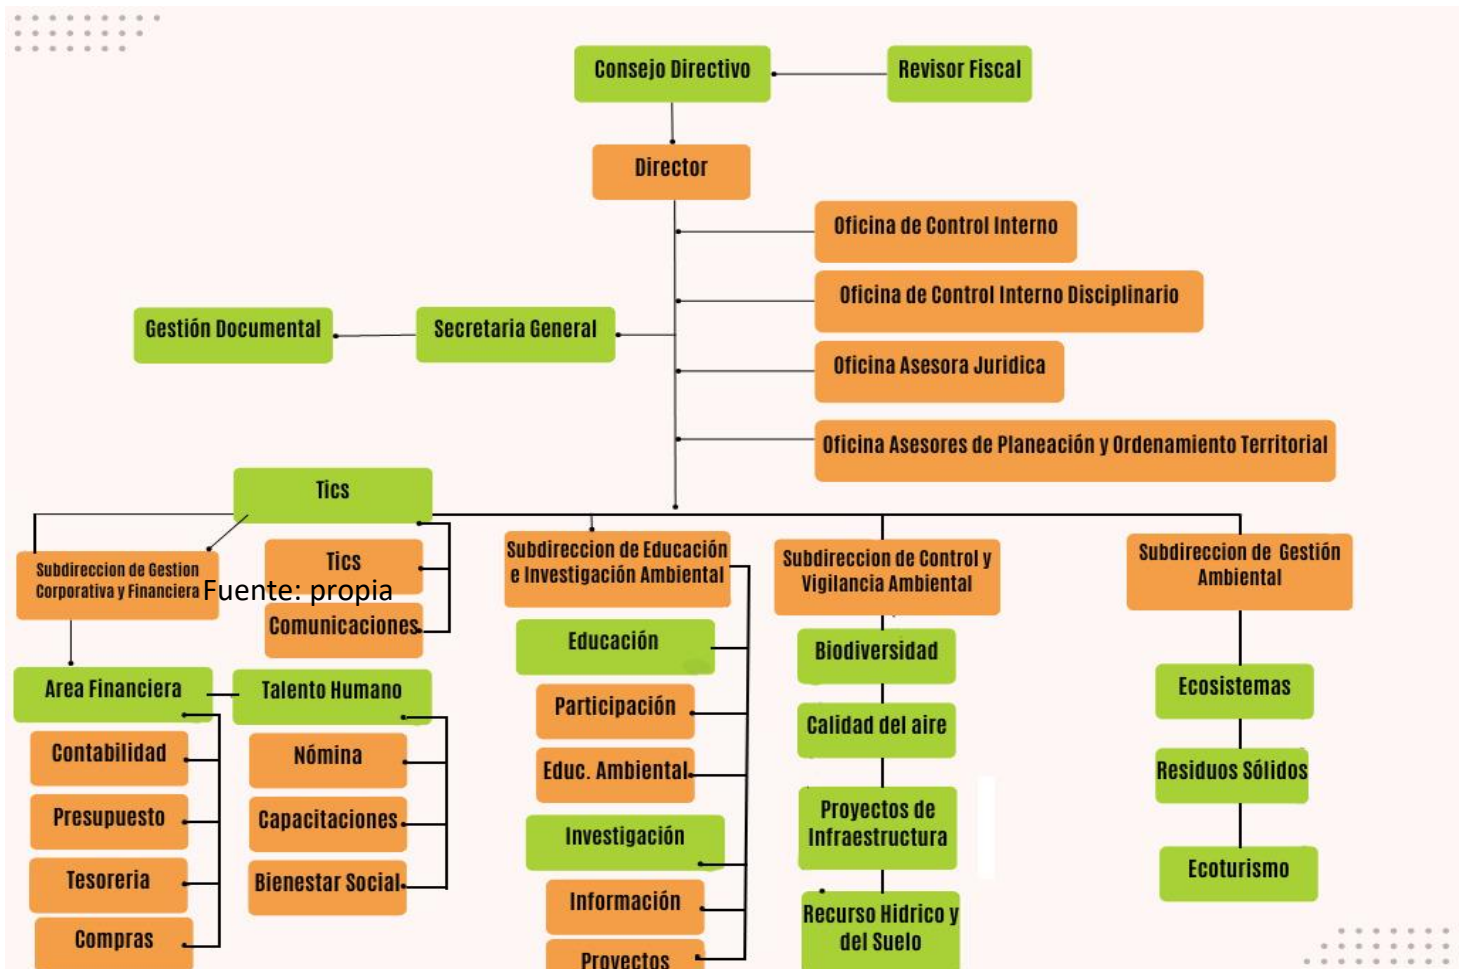 Consejo Directivo
Revisor Fiscal
Director
Oficina de Control Interno
Oficina de Control Interno Disciplinario
Gestión Documental
Secretaria General
Oficina Asesora Juridica
Oficina Asesores de Planeación y Ordenamiento Territorial
Tics
Subdireccion de Gestion
Corporativa y Financiera
Fuente: propia
Tics
Comunicaciones
Area Financiera
Contabilidad
Presupuesto
Tesoreria
Compras
Talento Humano
Nómina
Capacitaciones
Bienestar Social
Subdireccion de Educación
e Investigación Ambiental
Educación
Participación
Educ. Ambiental
Investigación
Información
Proyectos
Subdireccion de Control y
Vigilancia Ambiental
Biodiversidad
Calidad del aire
Proyectos de
Infraestructura
Recurso Hidrico y
del Suelo
Subdireccion de Gestión
Ambiental
Ecosistemas
Residuos Sólidos
Ecoturismo